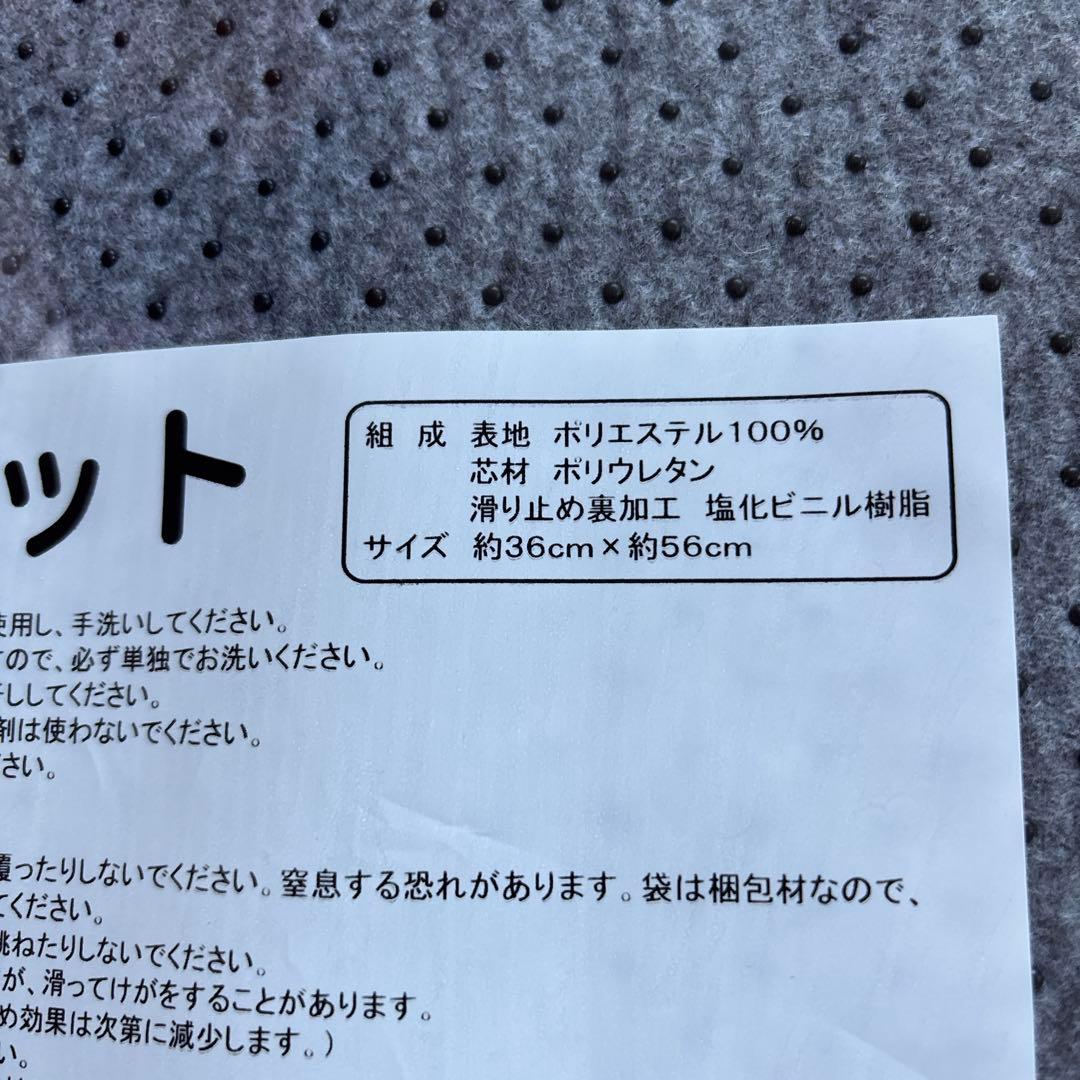 ット
組 成 表地 ポリエステル100%
芯材 ポリウレタン
滑り止め裏加工 塩化ビニル樹脂
サイズ 約36cm×約56cm
使用し、手洗いしてください。
ので、必ず単独でお洗いください。
干ししてください。
剤は使わないでください。
ださい。
覆ったりしないでください。窒息する恐れがあります。袋は梱包材なので、
てください。
跳ねたりしないでください。
が、滑ってけがをすることがあります。
め効果は次第に減少します。)
い。